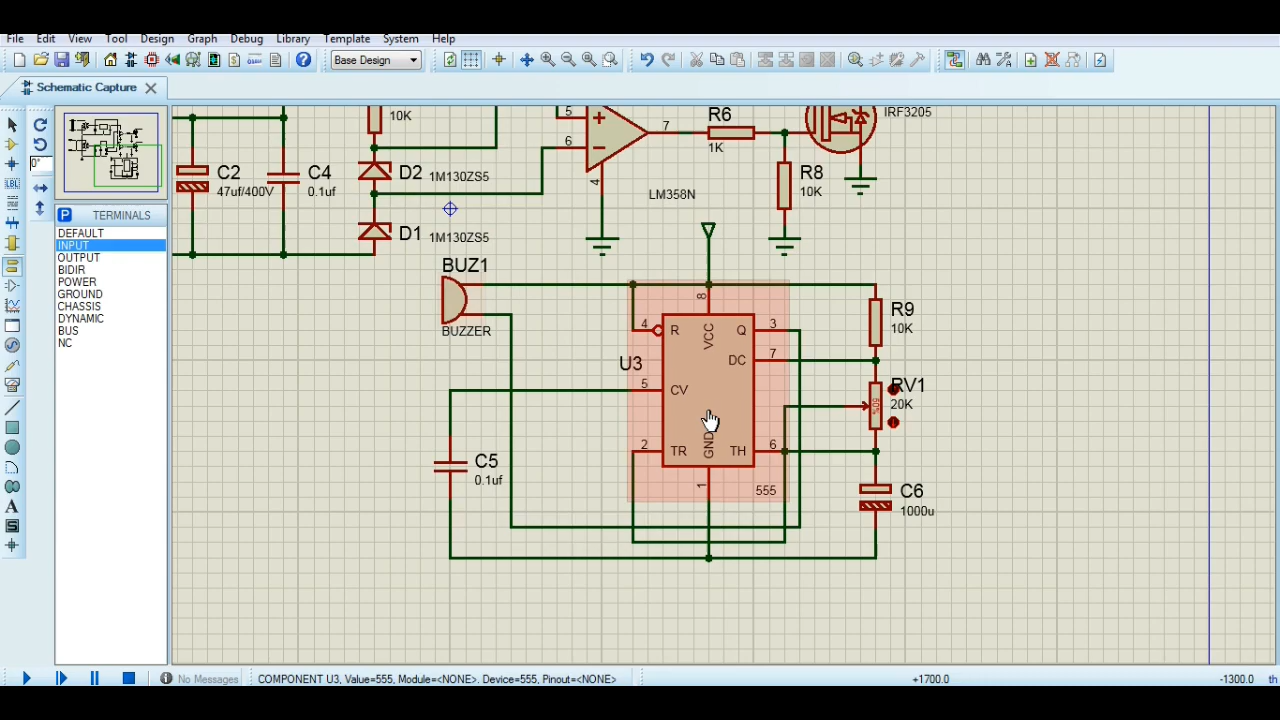 File Edit View Tool Design Graph Debug Library Template System Help
Base Design
Schematic Capture
0°
LBL
P TERMINALS
DEFAULT
INPUT
OUTPUT
BIDIR
POWER
GROUND
CHASSIS
DYNAMIC
BUS
NC
10K
5
6
7
4
LM358N
R6
1K
IRF3205
R8
10K
C2
47uf/400V
C4
0.1uf
D2 1M130ZS5
D1 1M130ZS5
BUZ1
BUZZER
U3
8
VCC
4 R
Q 3
DC 7
5 CV
GND
2 TR
TH 6
1
555
R9
10K
RV1
20K
50%
C5
0.1uf
C6
1000u
No Messages COMPONENT U3, Value=555, Module=<NONE>. Device=555, Pinout=<NONE> +1700.0 -1300.0 th